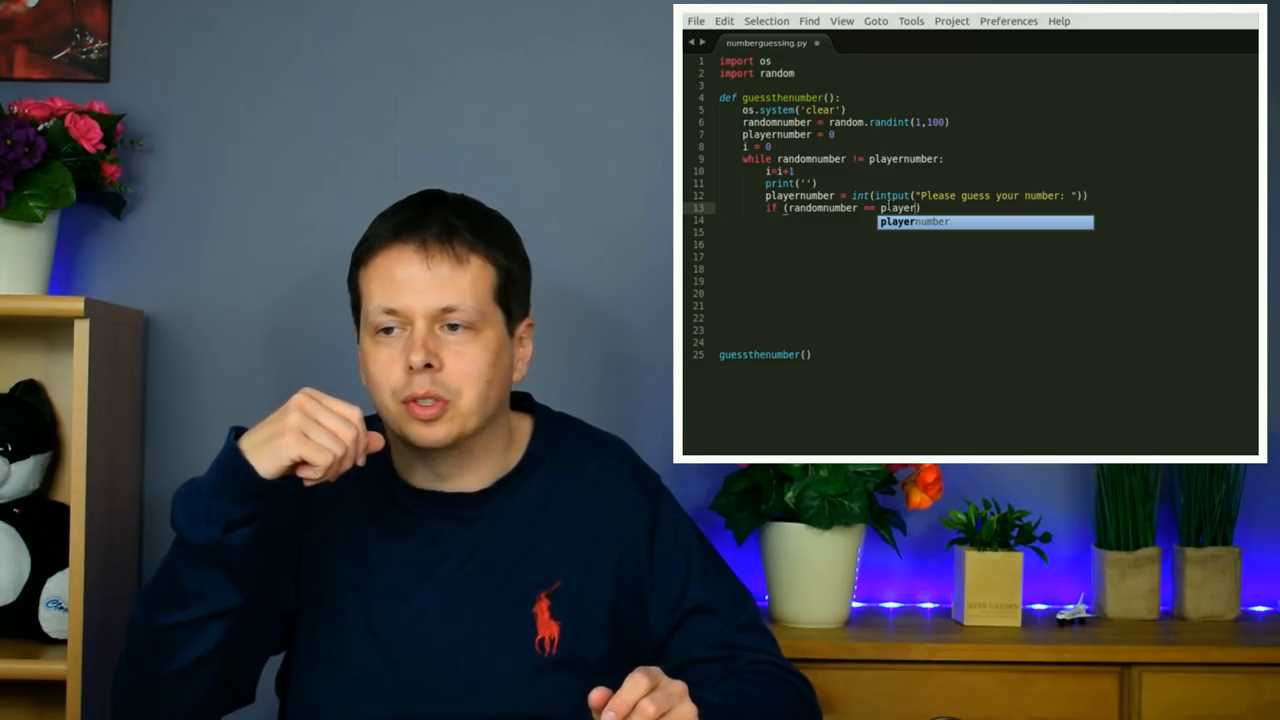 File Edit Selection Find View Goto Tools Project Preferences Help
numberguessing.py
1 import os
2 import random
3
4 def guessthenumber():
5 os.system('clear')
6 randomnumber = random.randint(1,100)
7 playernumber = 0
8 i = 0
9 while randomnumber != playernumber:
10 i=i+1
11 print('')
12 playernumber = int(intput("Please guess your number: "))
13 if (randomnumber == player)
14 playernumber
15
16
17
18
19
20
21
22
23
24
25 guessthenumber()